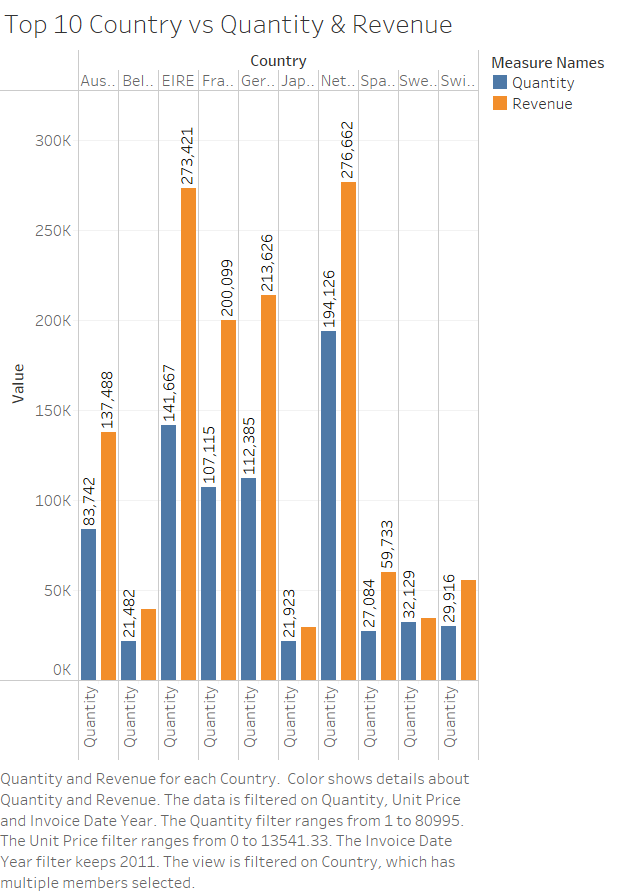 Top 10 Country vs Quantity & Revenue
Country
Aus.. Bel.. EIRE Fra.. Ger.. Jap.. Net.. Spa.. Swe.. Swi..
Measure Names
Quantity
Revenue
300K
250K
200K
150K
100K
50K
0K
Value
83,742
137,488
21,482
141,667
273,421
107,115
200,099
112,385
213,626
21,923
194,126
276,662
27,084
59,733
32,129
29,916
Quantity Quantity Quantity Quantity Quantity Quantity Quantity Quantity Quantity Quantity
Quantity and Revenue for each Country.  Color shows details about
Quantity and Revenue. The data is filtered on Quantity, Unit Price
and Invoice Date Year. The Quantity filter ranges from 1 to 80995.
The Unit Price filter ranges from 0 to 13541.33. The Invoice Date
Year filter keeps 2011. The view is filtered on Country, which has
multiple members selected.